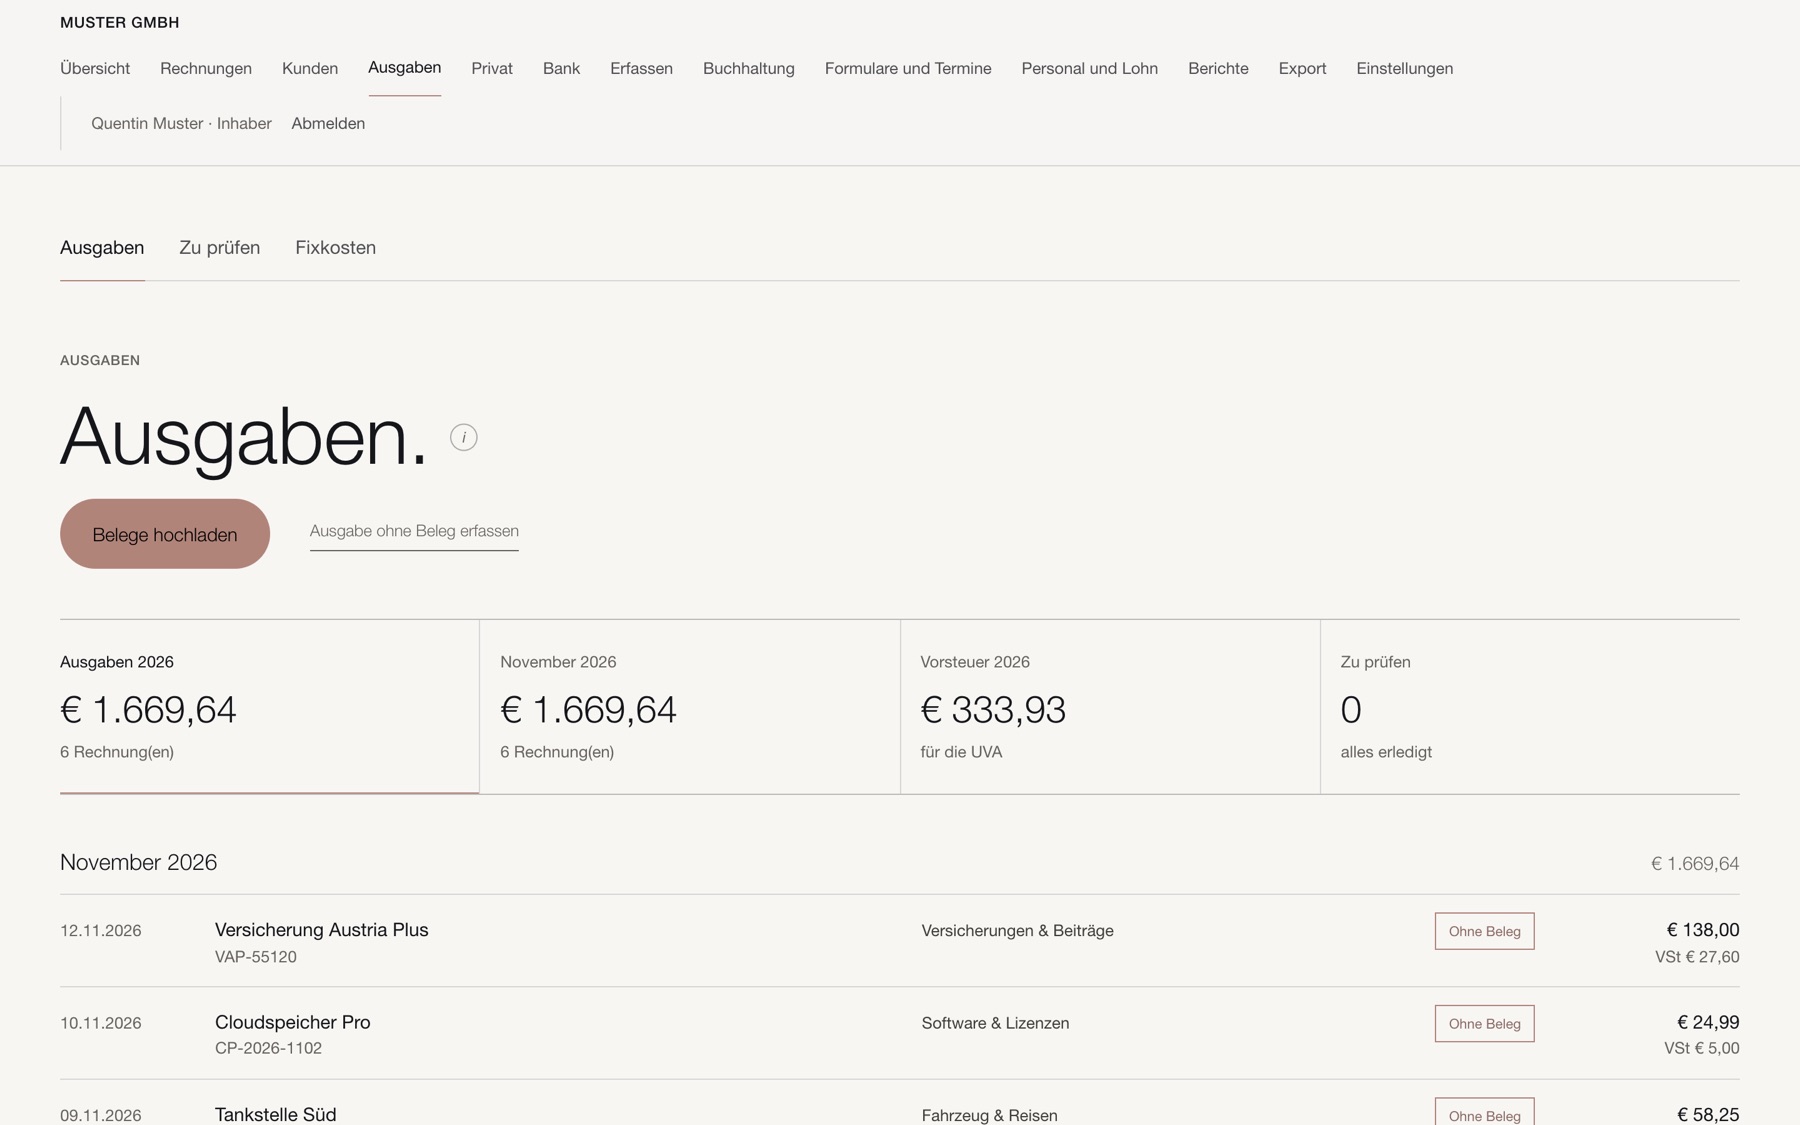 MUSTER GMBH
Übersicht Rechnungen Kunden Ausgaben Privat Bank Erfassen Buchhaltung Formulare und Termine Personal und Lohn Berichte Export Einstellungen
Quentin Muster · Inhaber Abmelden
Ausgaben Zu prüfen Fixkosten
AUSGABEN
Ausgaben. i
Belege hochladen Ausgabe ohne Beleg erfassen
Ausgaben 2026 November 2026 Vorsteuer 2026 Zu prüfen
€ 1.669,64 € 1.669,64 € 333,93 0
6 Rechnung(en) 6 Rechnung(en) für die UVA alles erledigt
November 2026 € 1.669,64
12.11.2026 Versicherung Austria Plus Versicherungen & Beiträge Ohne Beleg € 138,00
VAP-55120 VSt € 27,60
10.11.2026 Cloudspeicher Pro Software & Lizenzen Ohne Beleg € 24,99
CP-2026-1102 VSt € 5,00
09.11.2026 Tankstelle Süd Fahrzeug & Reisen Ohne Beleg € 58,25